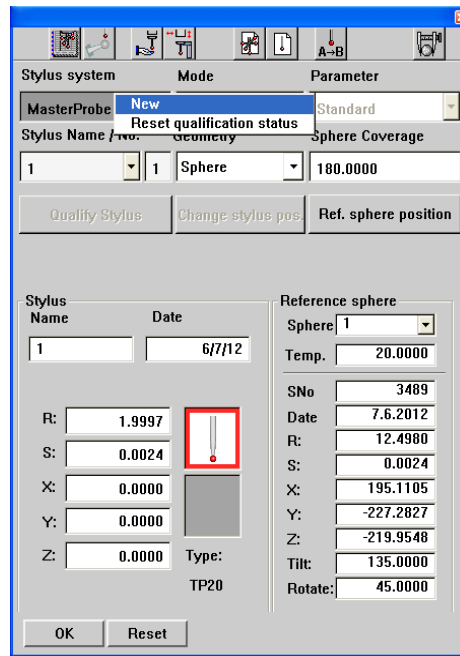 A→B
Stylus system Mode Parameter
MasterProbe New Standard
Reset qualification status
Stylus Name / No. Geometry Sphere Coverage
1 1 Sphere 180.0000
Qualify Stylus Change stylus pos. Ref. sphere position
Stylus Reference sphere
Name Date Sphere 1
1 6/7/12 Temp. 20.0000
SNo 3489
Date 7.6.2012
R: 1.9997 R: 12.4980
S: 0.0024 S: 0.0024
X: 0.0000 X: 195.1105
Y: 0.0000 Y: -227.2827
Z: 0.0000 Type: Z: -219.9548
Tilt: 135.0000
TP20 Rotate: 45.0000
OK Reset